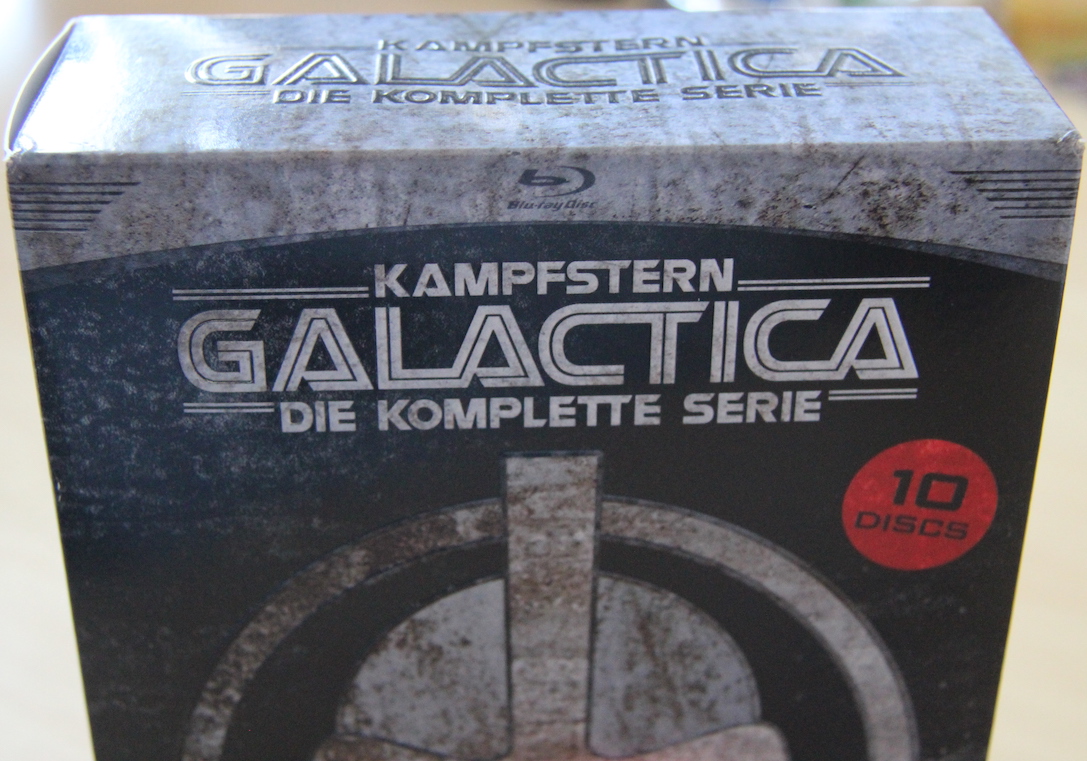 KAMPFSTERN
GALACTICA
DIE KOMPLETTE SERIE
Blu-ray Disc
KAMPFSTERN
GALACTICA
DIE KOMPLETTE SERIE
10
DISCS